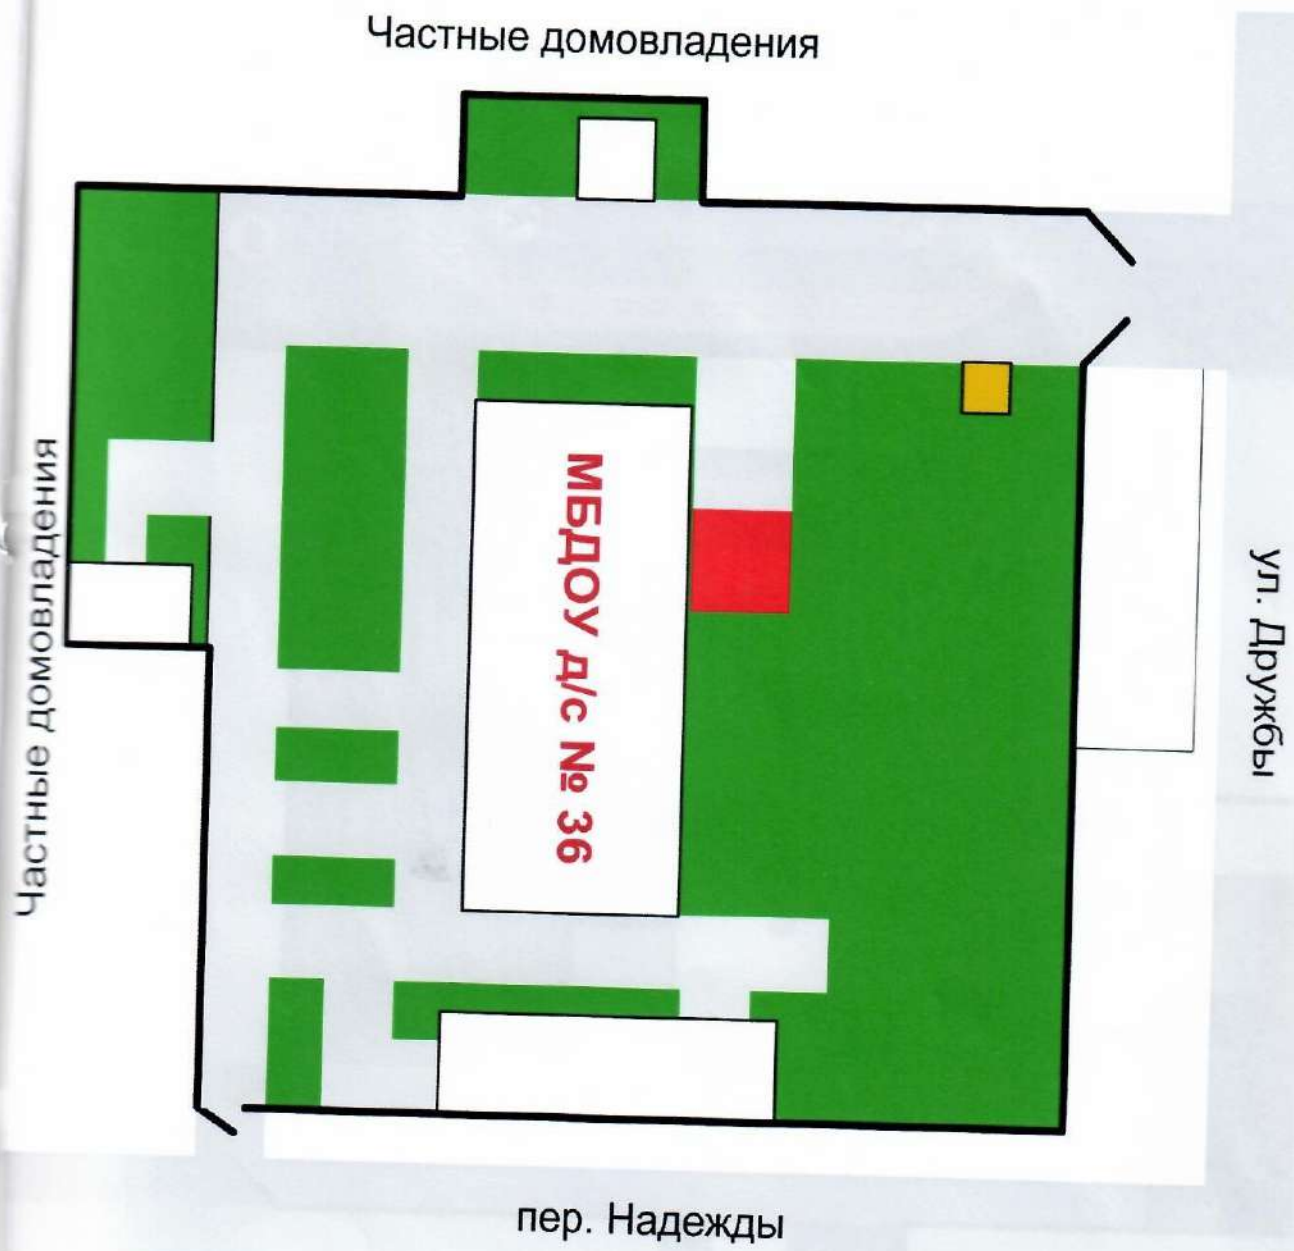 Частные домовладения
Частные домовладения
МБДОУ д/с № 36
ул. Дружбы
пер. Надежды